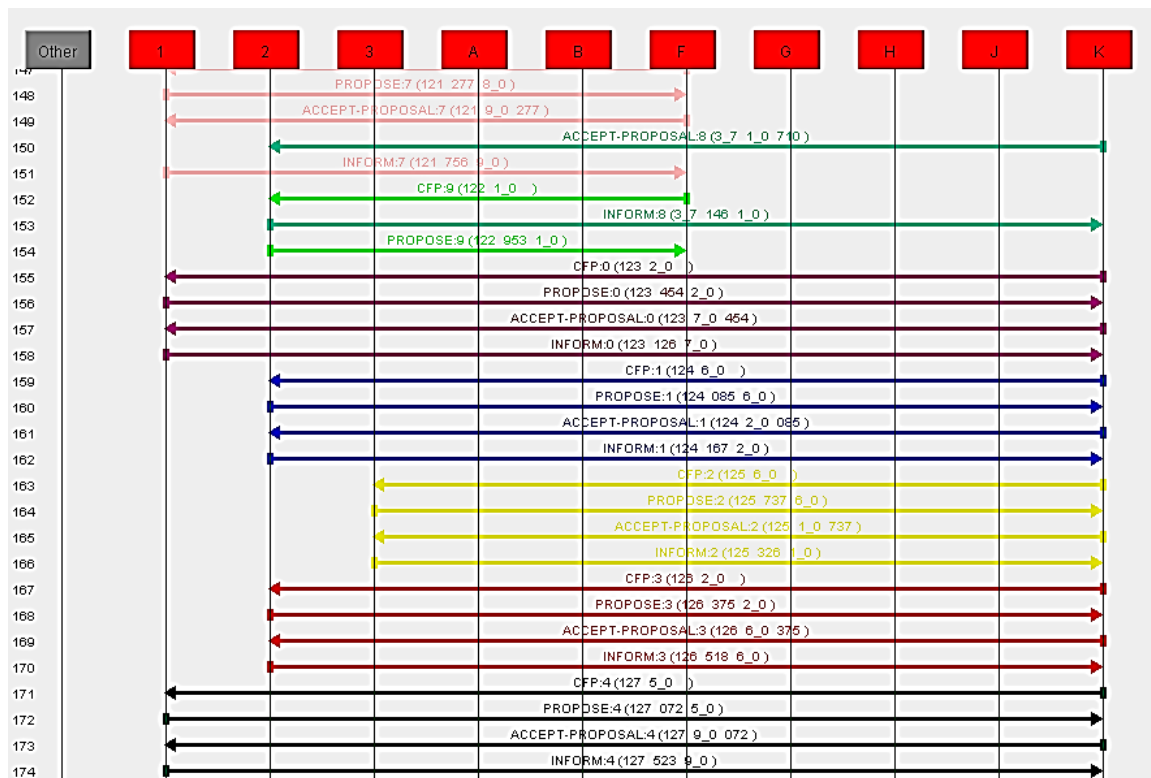 Other 1 2 3 A B F G H J K
147
148 PROPOSE:7 (121 277 8_0 )
149 ACCEPT-PROPOSAL:7 (121 9_0 277 )
150 ACCEPT-PROPOSAL:8 (3_7 1_0 710 )
151 INFORM:7 (121 756 9_0 )
152 CFP:9 (122 1_0 )
153 INFORM:8 (3_7 146 1_0 )
154 PROPOSE:9 (122 953 1_0 )
155 CFP:0 (123 2_0 )
156 PROPOSE:0 (123 454 2_0 )
157 ACCEPT-PROPOSAL:0 (123 7_0 454 )
158 INFORM:0 (123 126 7_0 )
159 CFP:1 (124 6_0 )
160 PROPOSE:1 (124 085 6_0 )
161 ACCEPT-PROPOSAL:1 (124 2_0 085 )
162 INFORM:1 (124 167 2_0 )
163 CFP:2 (125 6_0 )
164 PROPOSE:2 (125 737 6_0 )
165 ACCEPT-PROPOSAL:2 (125 1_0 737 )
166 INFORM:2 (125 326 1_0 )
167 CFP:3 (126 2_0 )
168 PROPOSE:3 (126 375 2_0 )
169 ACCEPT-PROPOSAL:3 (126 6_0 375 )
170 INFORM:3 (126 518 6_0 )
171 CFP:4 (127 5_0 )
172 PROPOSE:4 (127 072 5_0 )
173 ACCEPT-PROPOSAL:4 (127 9_0 072 )
174 INFORM:4 (127 523 9_0 )